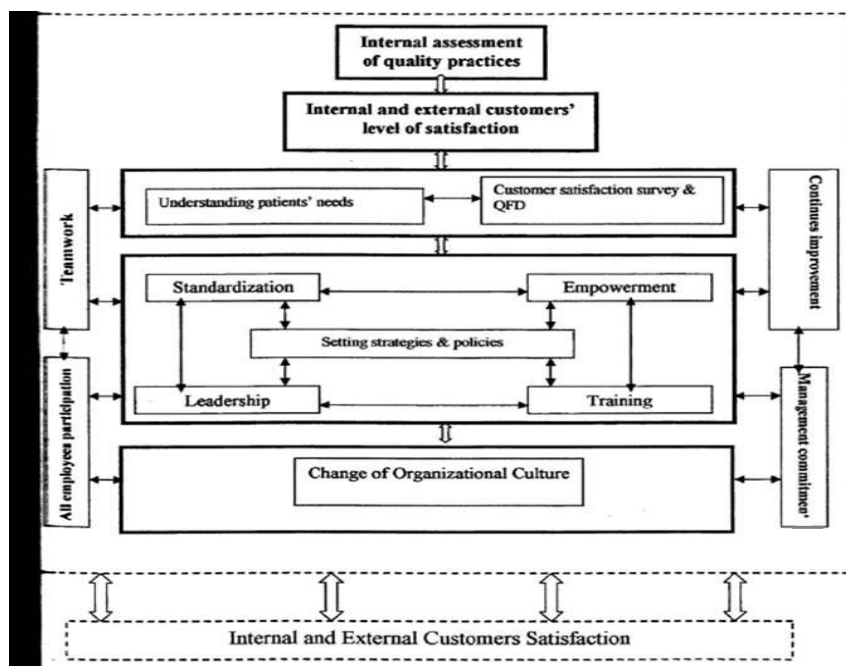 Internal assessment
of quality practices
Internal and external customers'
level of satisfaction
Teamwork
Understanding patients' needs
Customer satisfaction survey &
QFD
Continues improvement
Standardization
Empowerment
Setting strategies & policies
Leadership
Training
All employees participation
Management commitmen'
Change of Organizational Culture
Internal and External Customers Satisfaction